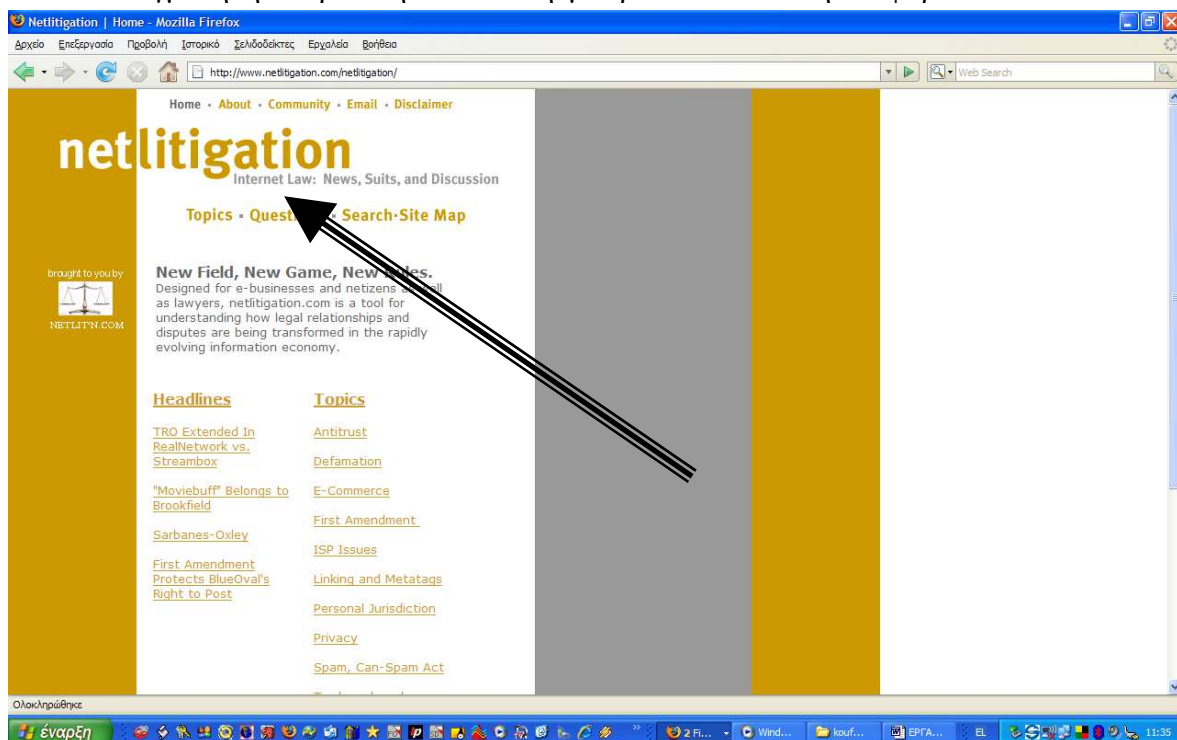 Netlitigation | Home - Mozilla Firefox
Αρχείο Επεξεργασία Προβολή Ιστορικό Σελιδοδείκτες Εργαλεία Βοήθεια
http://www.netlitigation.com/netlitigation/
Web Search
Home - About - Community - Email - Disclaimer
netlitigation
Internet Law: News, Suits, and Discussion
Topics - Search-Site Map
brought to you by
NETLIT'N.COM
New Field, New Game, New
Designed for e-businesses and netizens
as lawyers, netlitigation.com is a tool for
understanding how legal relationships and
disputes are being transformed in the rapidly
evolving information economy.
Headlines
TRO Extended In
RealNetwork vs.
Streambox
"Moviebuff" Belongs to
Brookfield
Sarbanes-Oxley
First Amendment
Protects BlueOval's
Right to Post
Topics
Antitrust
Defamation
E-Commerce
First Amendment
ISP Issues
Linking and Metatags
Personal Jurisdiction
Privacy
Spam, Can-Spam Act
Ολοκληρώθηκε
έναρξη
2 Fi...
Wind...
kouf...
ΕΡΓΑ...
EL
11:35